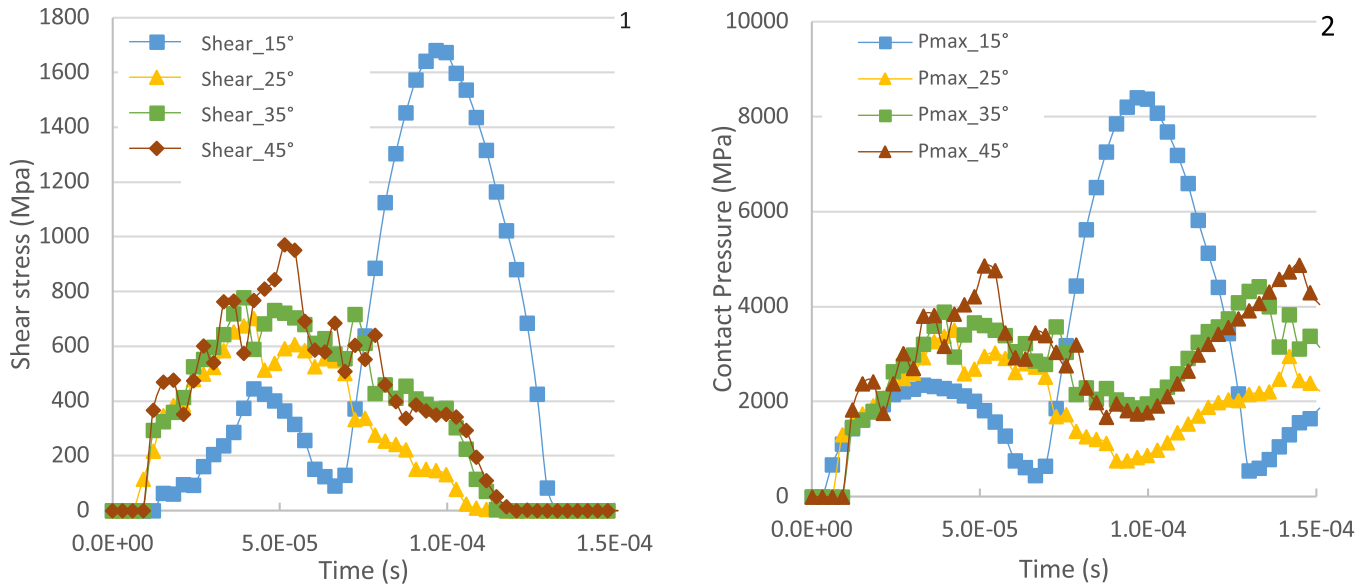 1
Shear stress (Mpa)
1800
1600
1400
1200
1000
800
600
400
200
0
Shear_15°
Shear_25°
Shear_35°
Shear_45°
0.0E+00
5.0E-05
1.0E-04
1.5E-04
Time (s)
2
Contact Pressure (MPa)
10000
8000
6000
4000
2000
0
Pmax_15°
Pmax_25°
Pmax_35°
Pmax_45°
0.0E+00
5.0E-05
1.0E-04
1.5E-04
Time (s)